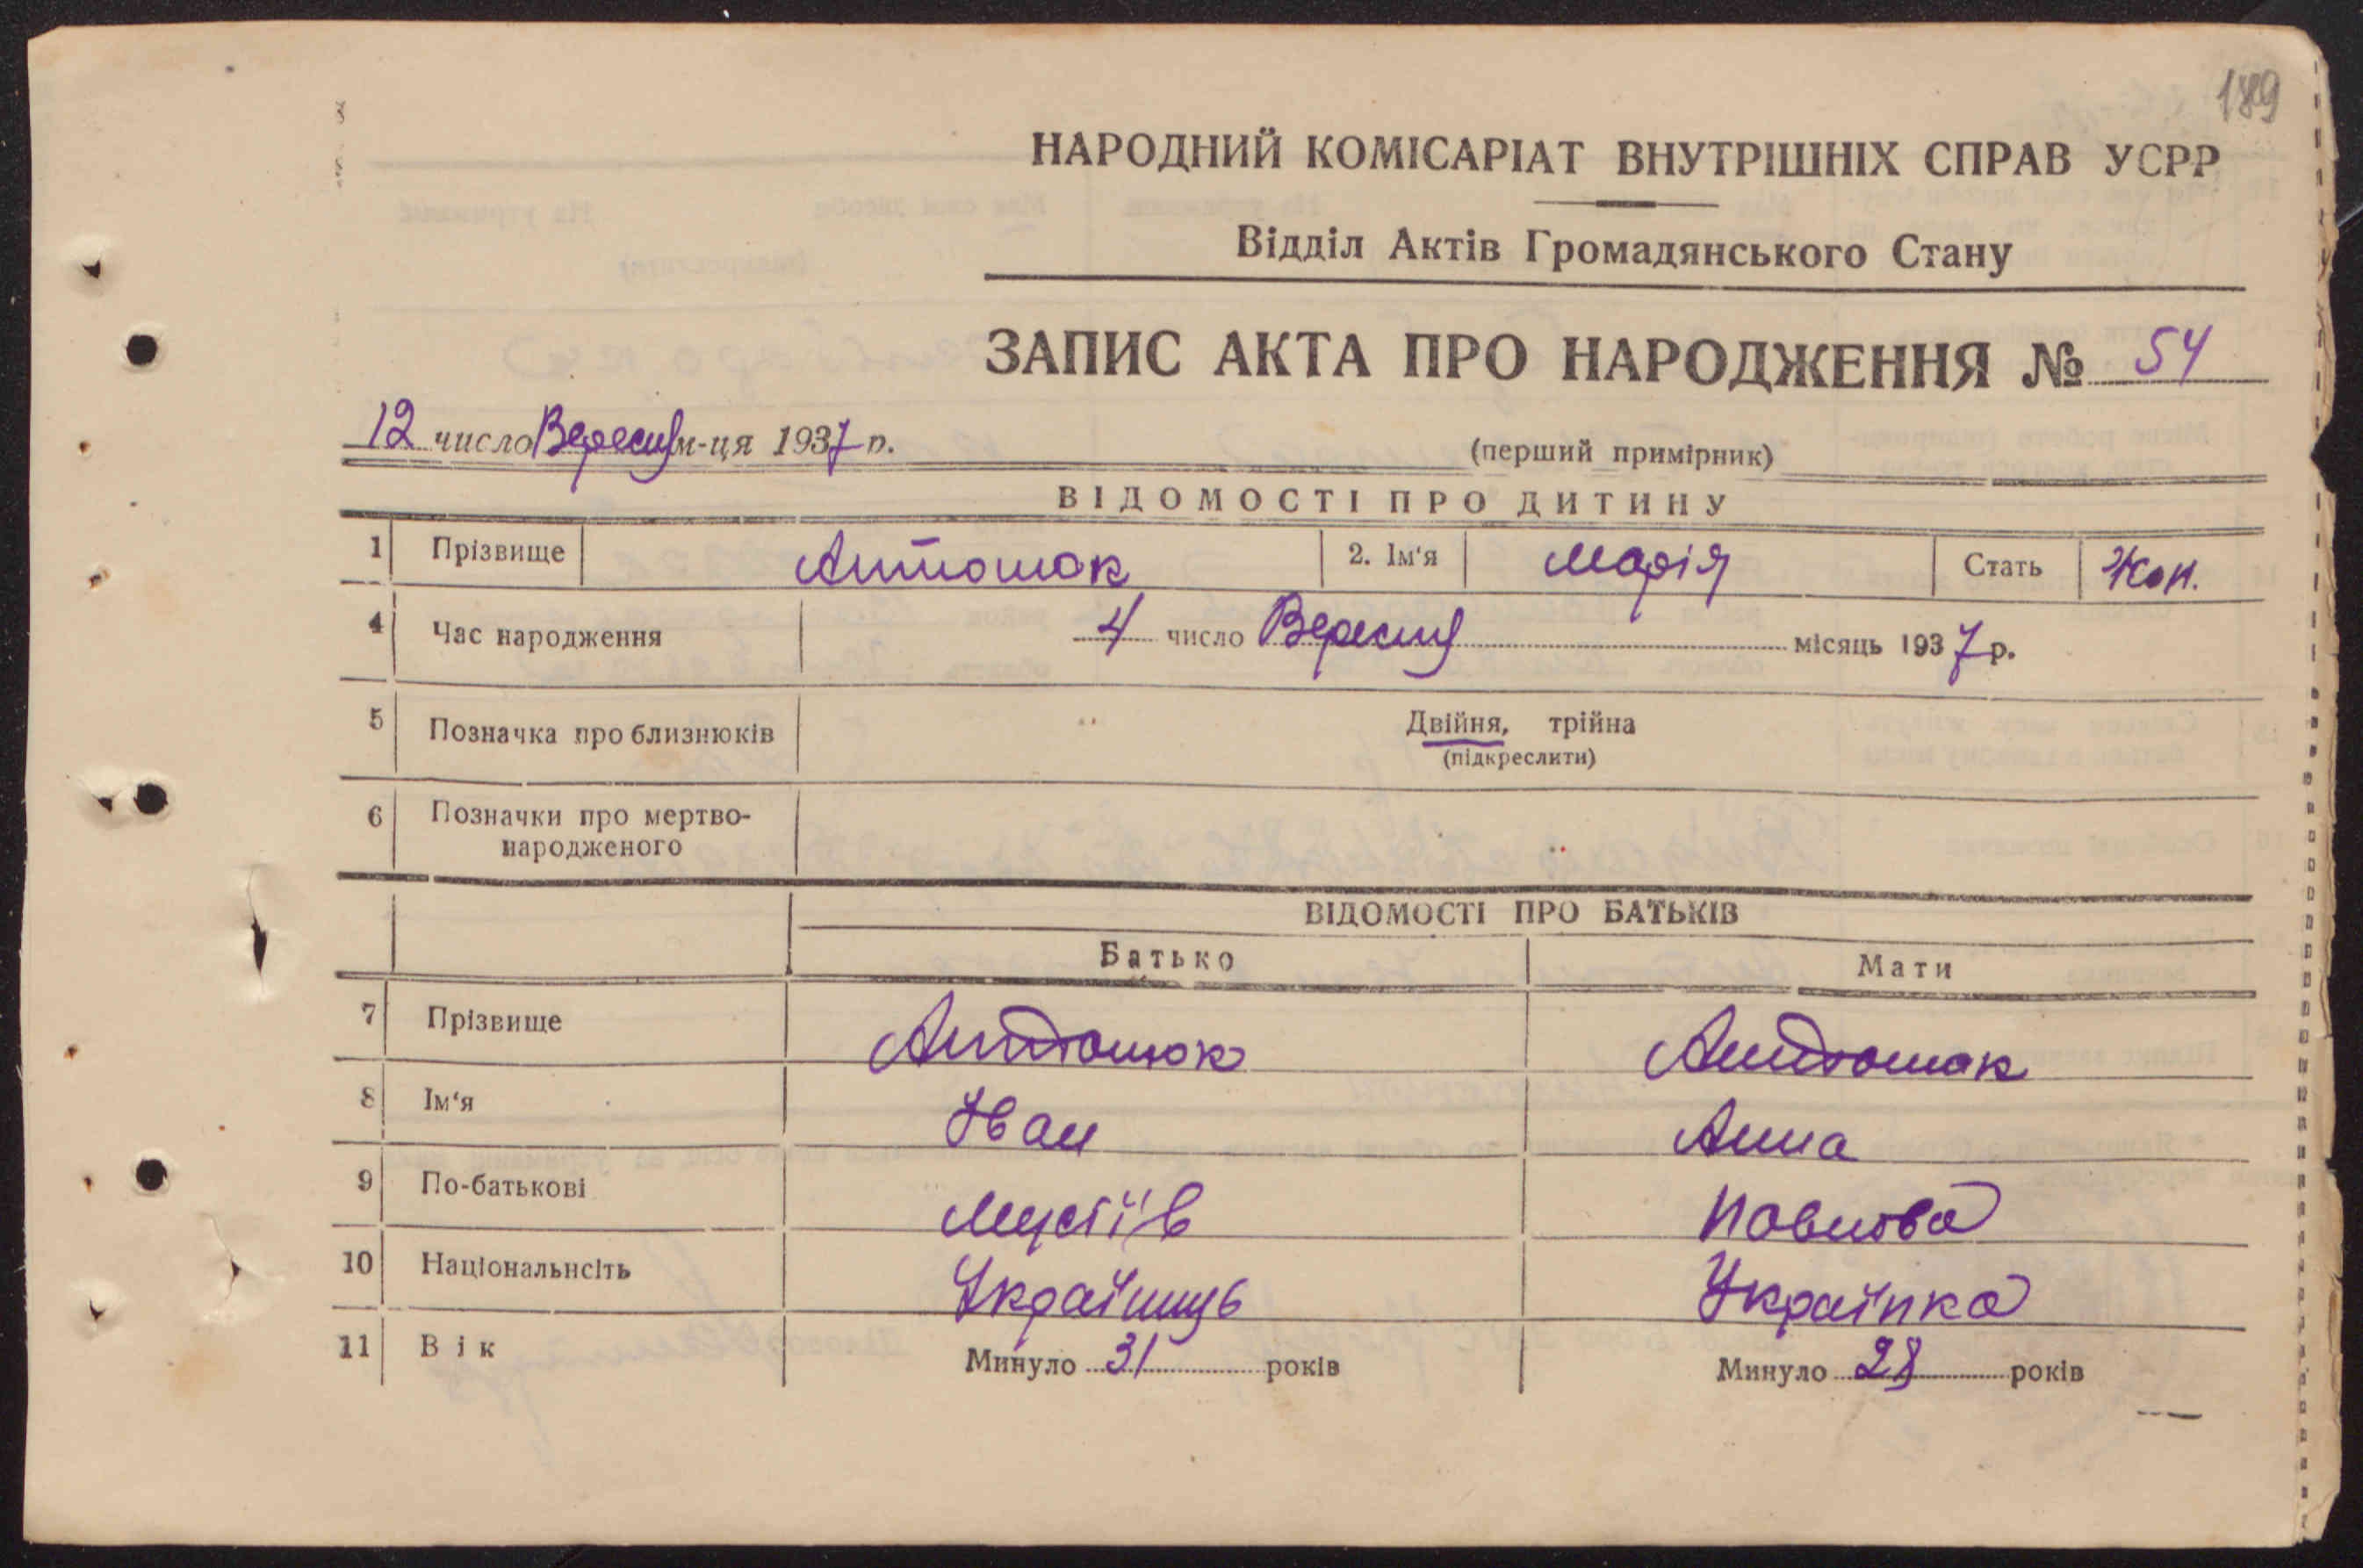 189
НАРОДНИЙ КОМІСАРІАТ ВНУТРІШНІХ СПРАВ УСРР
Відділ Актів Громадянського Стану
ЗАПИС АКТА ПРО НАРОДЖЕННЯ № 54
12 число Вересня м-ця 1937 р.
(перший примірник)
ВІДОМОСТІ ПРО ДИТИНУ
1 Прізвище Антошок 2. Ім'я Марія Стать Жон.
4 Час народження 4 число Вересня місяць 1937 р.
5 Позначка про близнюків Двійня, трійна
(підкреслити)
6 Позначки про мертво-
народженого
ВІДОМОСТІ ПРО БАТЬКІВ
Батько Мати
7 Прізвище Антошок Антошок
8 Ім'я Іван Анна
9 По-батькові Мусіїв
10 Національнсіть Українць Українка
11 Вік Минуло 31 років Минуло 28 років